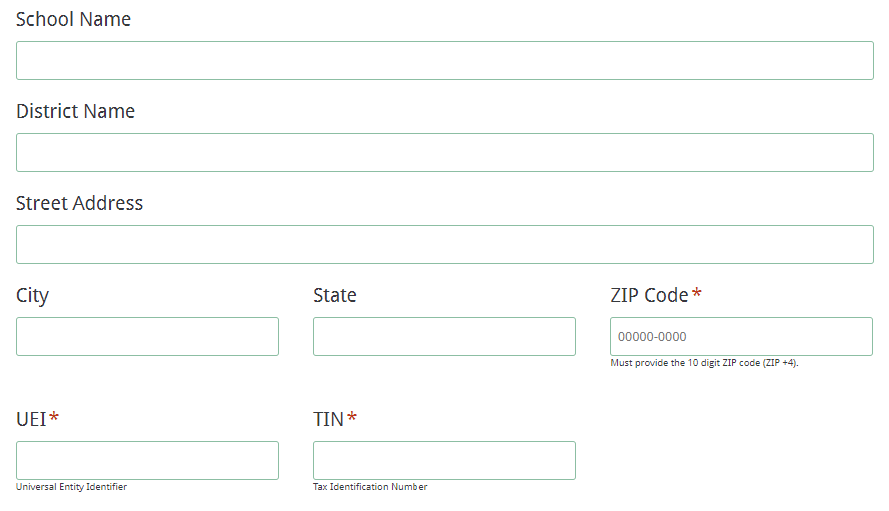 School Name
District Name
Street Address
City State ZIP Code*
00000-0000
Must provide the 10 digit ZIP code (ZIP +4).
UEI* TIN*
Universal Entity Identifier Tax Identification Number